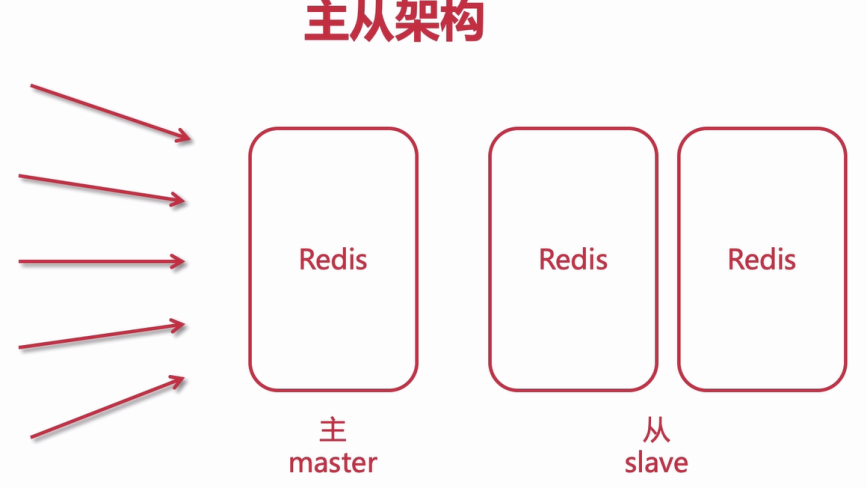 主从架构
Redis
Redis
Redis
主
master
从
slave